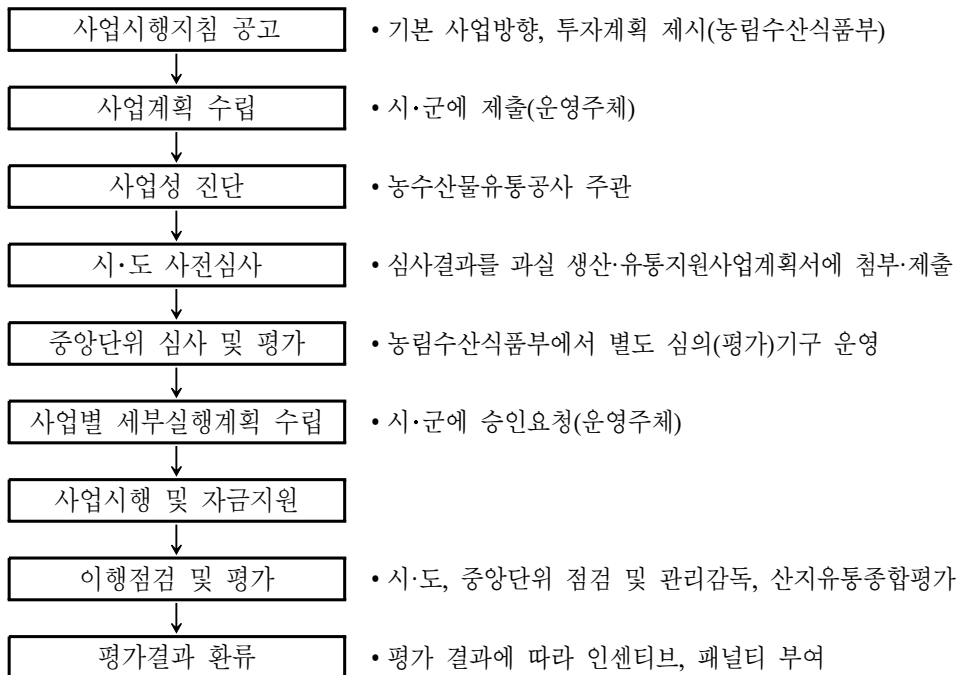 사업시행지침 공고 • 기본 사업방향, 투자계획 제시(농림수산식품부)
사업계획 수립 • 시·군에 제출(운영주체)
사업성 진단 • 농수산물유통공사 주관
시·도 사전심사 • 심사결과를 과실 생산·유통지원사업계획서에 첨부·제출
중앙단위 심사 및 평가 • 농림수산식품부에서 별도 심의(평가)기구 운영
사업별 세부실행계획 수립 • 시·군에 승인요청(운영주체)
사업시행 및 자금지원
이행점검 및 평가 • 시·도, 중앙단위 점검 및 관리감독, 산지유통종합평가
평가결과 환류 • 평가 결과에 따라 인센티브, 패널티 부여